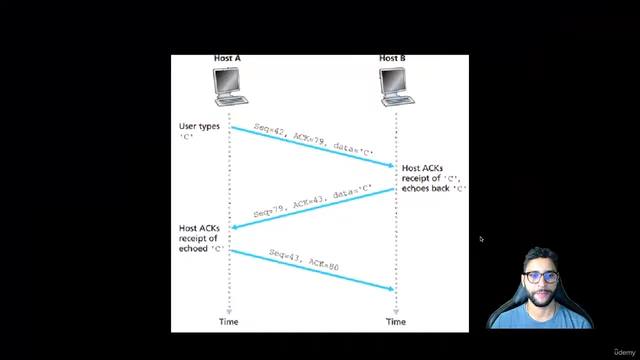 Host A
Host B
User types
'C'
Seq=42, ACK=79, data='C'
Host ACKs
receipt of 'C',
echoes back 'C'
Seq=79, ACK=43, data='C'
Host ACKs
receipt of
echoed 'C'
Seq=43, ACK=80
Time
Time
ûdemy